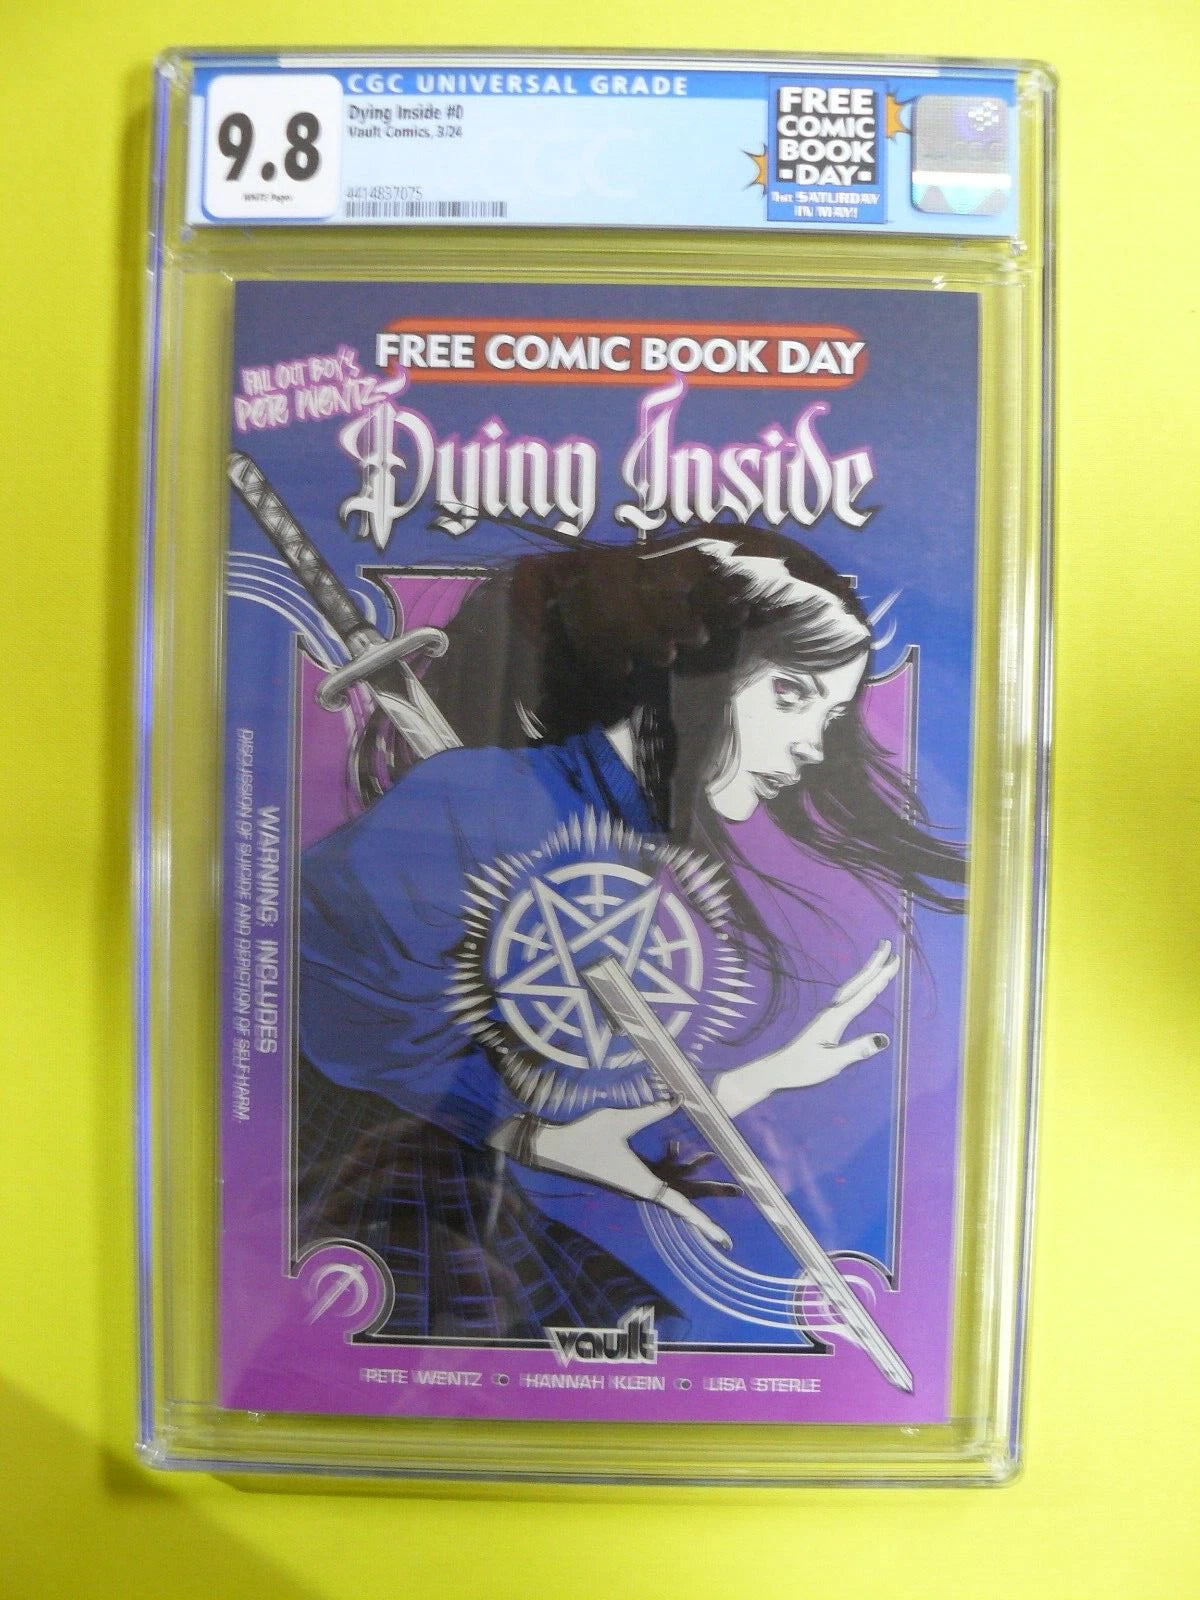 CGC UNIVERSAL GRADE
9.8
WHITE Pages
Dying Inside #0
Vault Comics, 3/24
4414837075
CGC
FREE
COMIC
BOOK
DAY
1st SATURDAY
IN MAY!
FREE COMIC BOOK DAY
FALL OUT BOY'S
PETE WENTZ
Dying Inside
WARNING: INCLUDES
DISCUSSION OF SUICIDE AND DEPICTION OF SELF-HARM.
vault
PETE WENTZ • HANNAH KLEIN • LISA STERLE